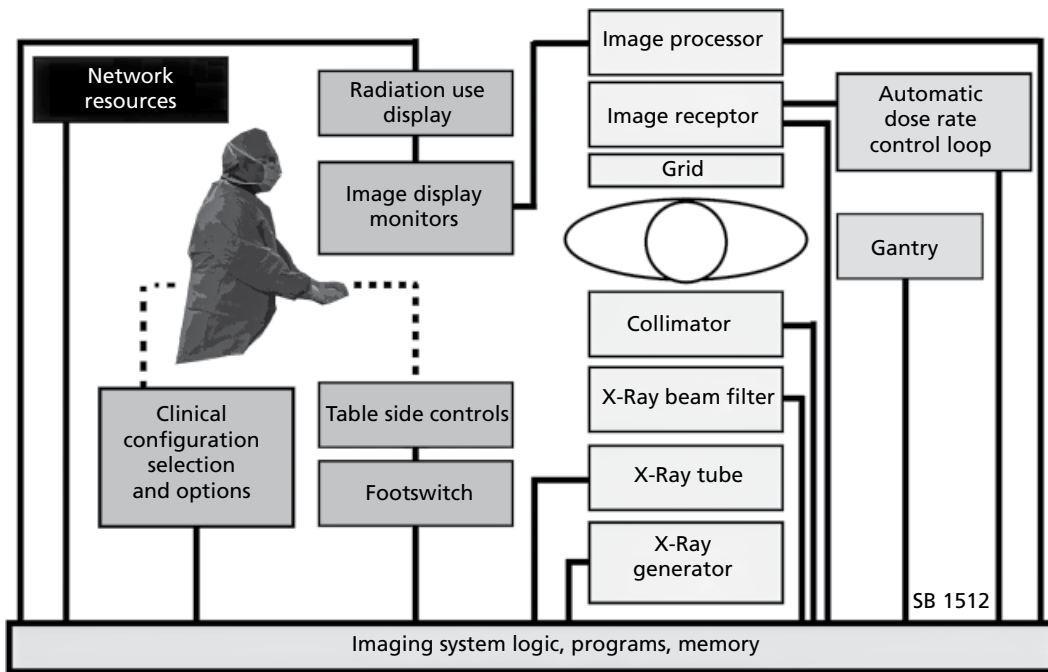 Network
resources
Radiation use
display
Image display
monitors
Image processor
Image receptor
Grid
Automatic
dose rate
control loop
Gantry
Collimator
X-Ray beam filter
X-Ray tube
X-Ray
generator
Clinical
configuration
selection
and options
Table side controls
Footswitch
SB 1512
Imaging system logic, programs, memory